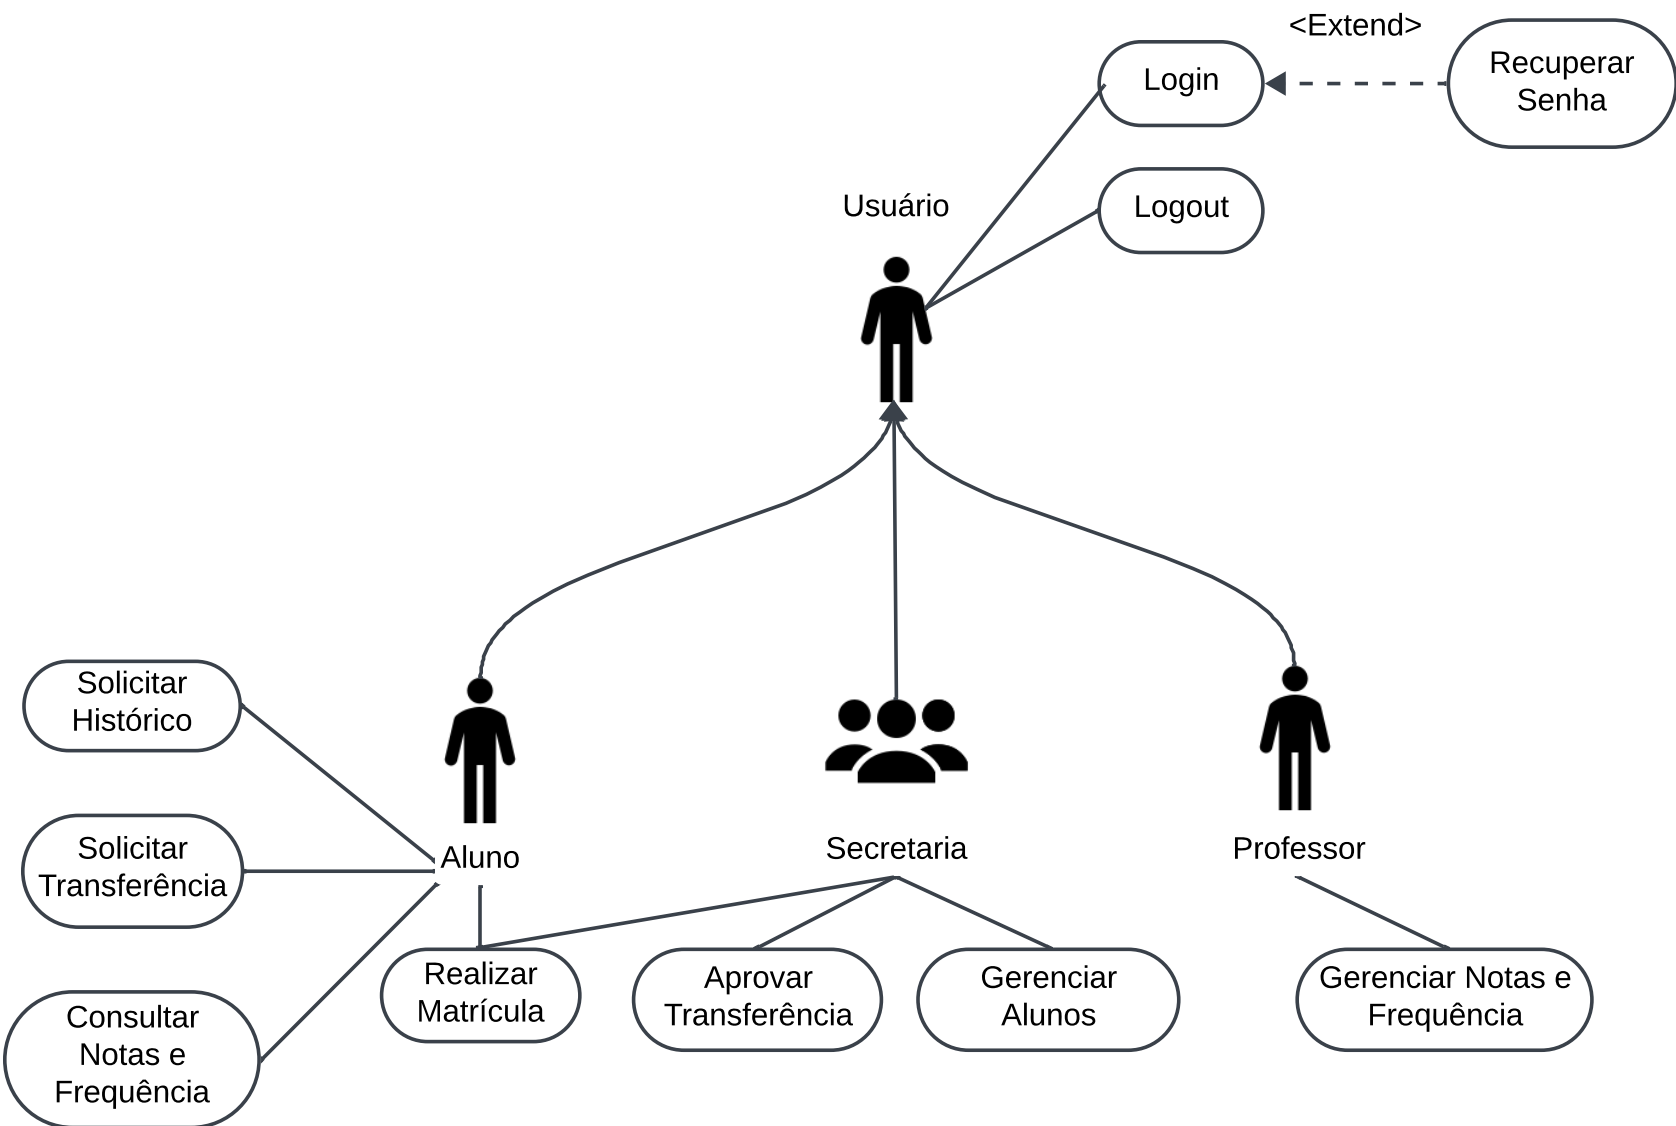 <Extend>
Login
Recuperar
Senha
Usuário
Logout
Solicitar
Histórico
Solicitar
Transferência
Aluno
Secretaria
Professor
Consultar
Notas e
Frequência
Realizar
Matrícula
Aprovar
Transferência
Gerenciar
Alunos
Gerenciar Notas e
Frequência